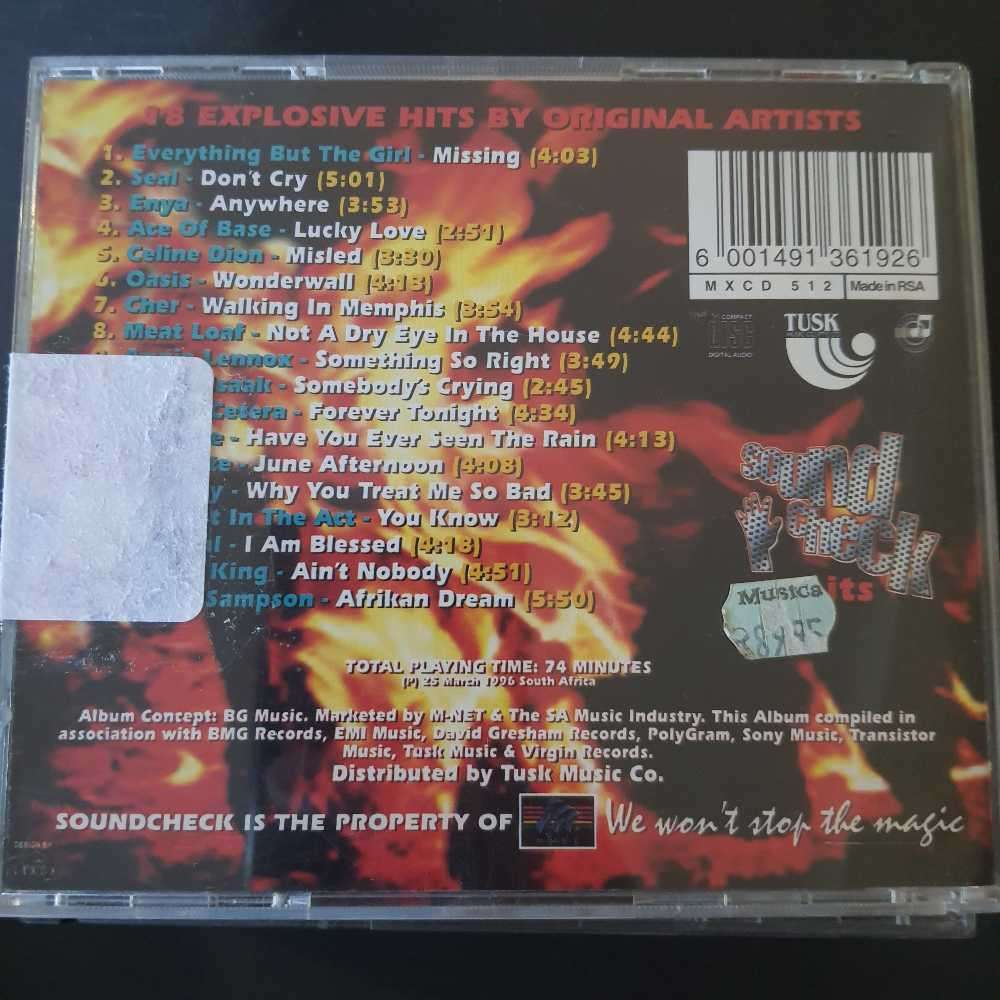 18 EXPLOSIVE HITS BY ORIGINAL ARTISTS
1. Everything But The Girl - Missing (4:03)
2. Seal - Don't Cry (5:01)
3. Enya - Anywhere (3:53)
4. Ace Of Base - Lucky Love (2:51)
5. Celine Dion - Misled (3:30)
6. Oasis - Wonderwall (4:13)
7. Cher - Walking In Memphis (3:54)
8. Meat Loaf - Not A Dry Eye In The House (4:44)
Lennox - Something So Right (3:49)
Isaak - Somebody's Crying (2:45)
Cetera - Forever Tonight (4:34)
- Have You Ever Seen The Rain (4:13)
- June Afternoon (4:08)
- Why You Treat Me So Bad (3:45)
In The Act - You Know (3:12)
- I Am Blessed (4:18)
King - Ain't Nobody (4:51)
Sampson - Afrikan Dream (5:50)
6 001491 361926
MXCD 512 Made in RSA
COMPACT
DISC
DIGITAL AUDIO
TUSK
sound
check
Musica
TOTAL PLAYING TIME: 74 MINUTES
(P) 25 March 1996 South Africa
Album Concept: BG Music. Marketed by M-NET & The SA Music Industry. This Album compiled in
association with BMG Records, EMI Music, David Gresham Records, PolyGram, Sony Music, Transistor
Music, Tusk Music & Virgin Records.
Distributed by Tusk Music Co.
SOUNDCHECK IS THE PROPERTY OF
We won't stop the magic
DESIGN BY